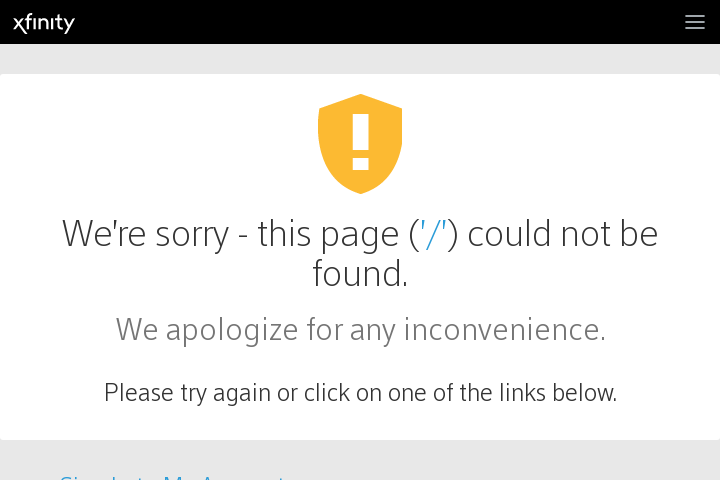 xfinity
We're sorry - this page ('/') could not be
found.
We apologize for any inconvenience.
Please try again or click on one of the links below.